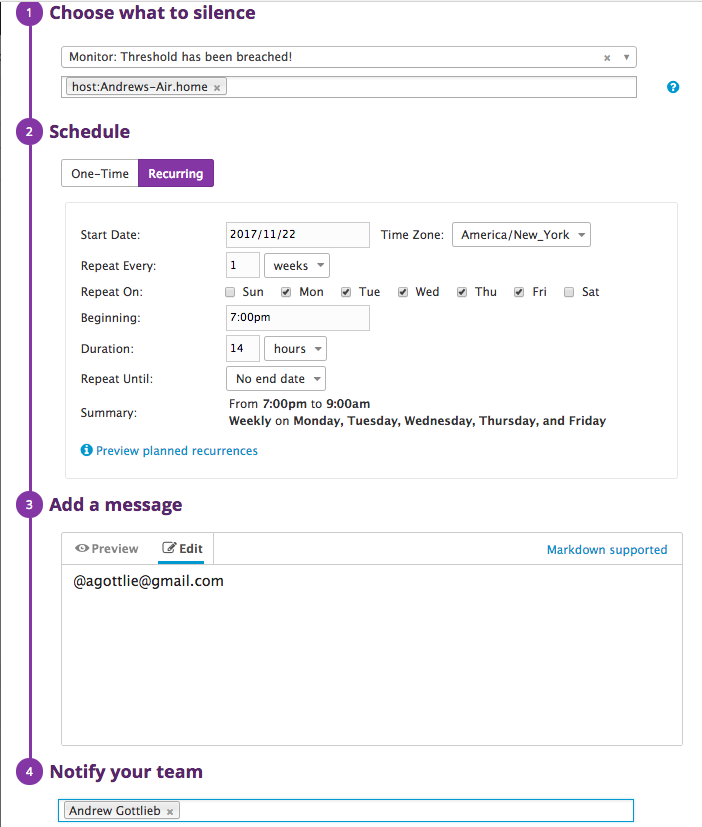 1 Choose what to silence
Monitor: Threshold has been breached! × ▼
host:Andrews-Air.home ×
?
2 Schedule
One-Time Recurring
Start Date: 2017/11/22 Time Zone: America/New_York
Repeat Every: 1 weeks
Repeat On: Sun Mon Tue Wed Thu Fri Sat
Beginning: 7:00pm
Duration: 14 hours
Repeat Until: No end date
Summary: From 7:00pm to 9:00am
Weekly on Monday, Tuesday, Wednesday, Thursday, and Friday
Preview planned recurrences
3 Add a message
Preview Edit Markdown supported
@agottlie@gmail.com
4 Notify your team
Andrew Gottlieb ×